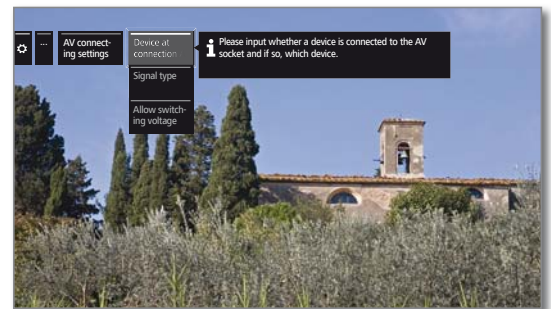 ...
AV connect-
ing settings
Device at
connection
Please input whether a device is connected to the AV
socket and if so, which device.
Signal type
Allow switch-
ing voltage